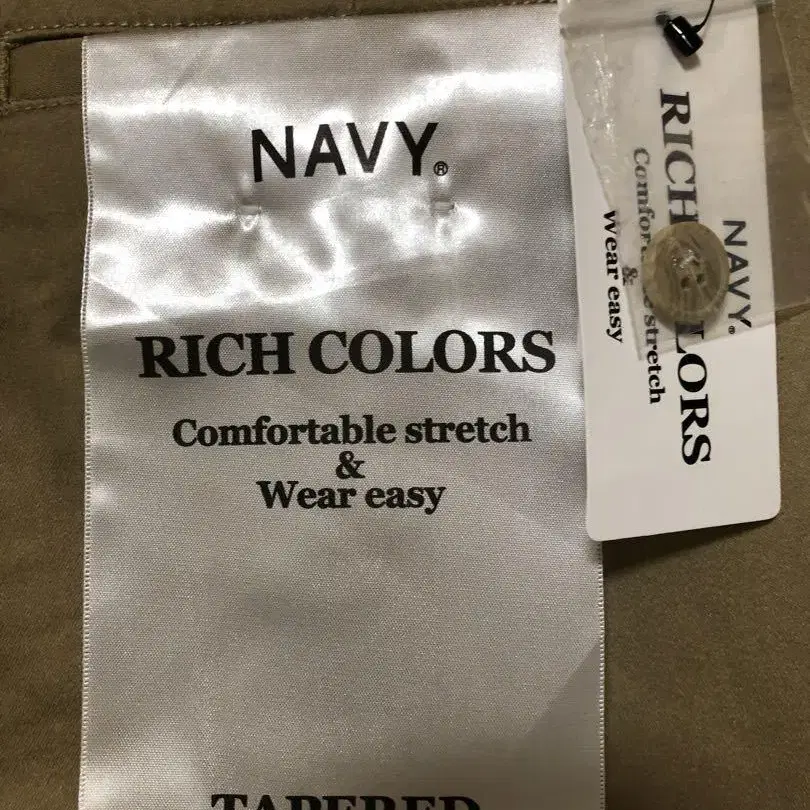 NAVY®
RICH COLORS
Comfortable stretch
&
Wear easy
TAPERED
NAVY®
RICH COLORS
Comfortable stretch
&
Wear easy